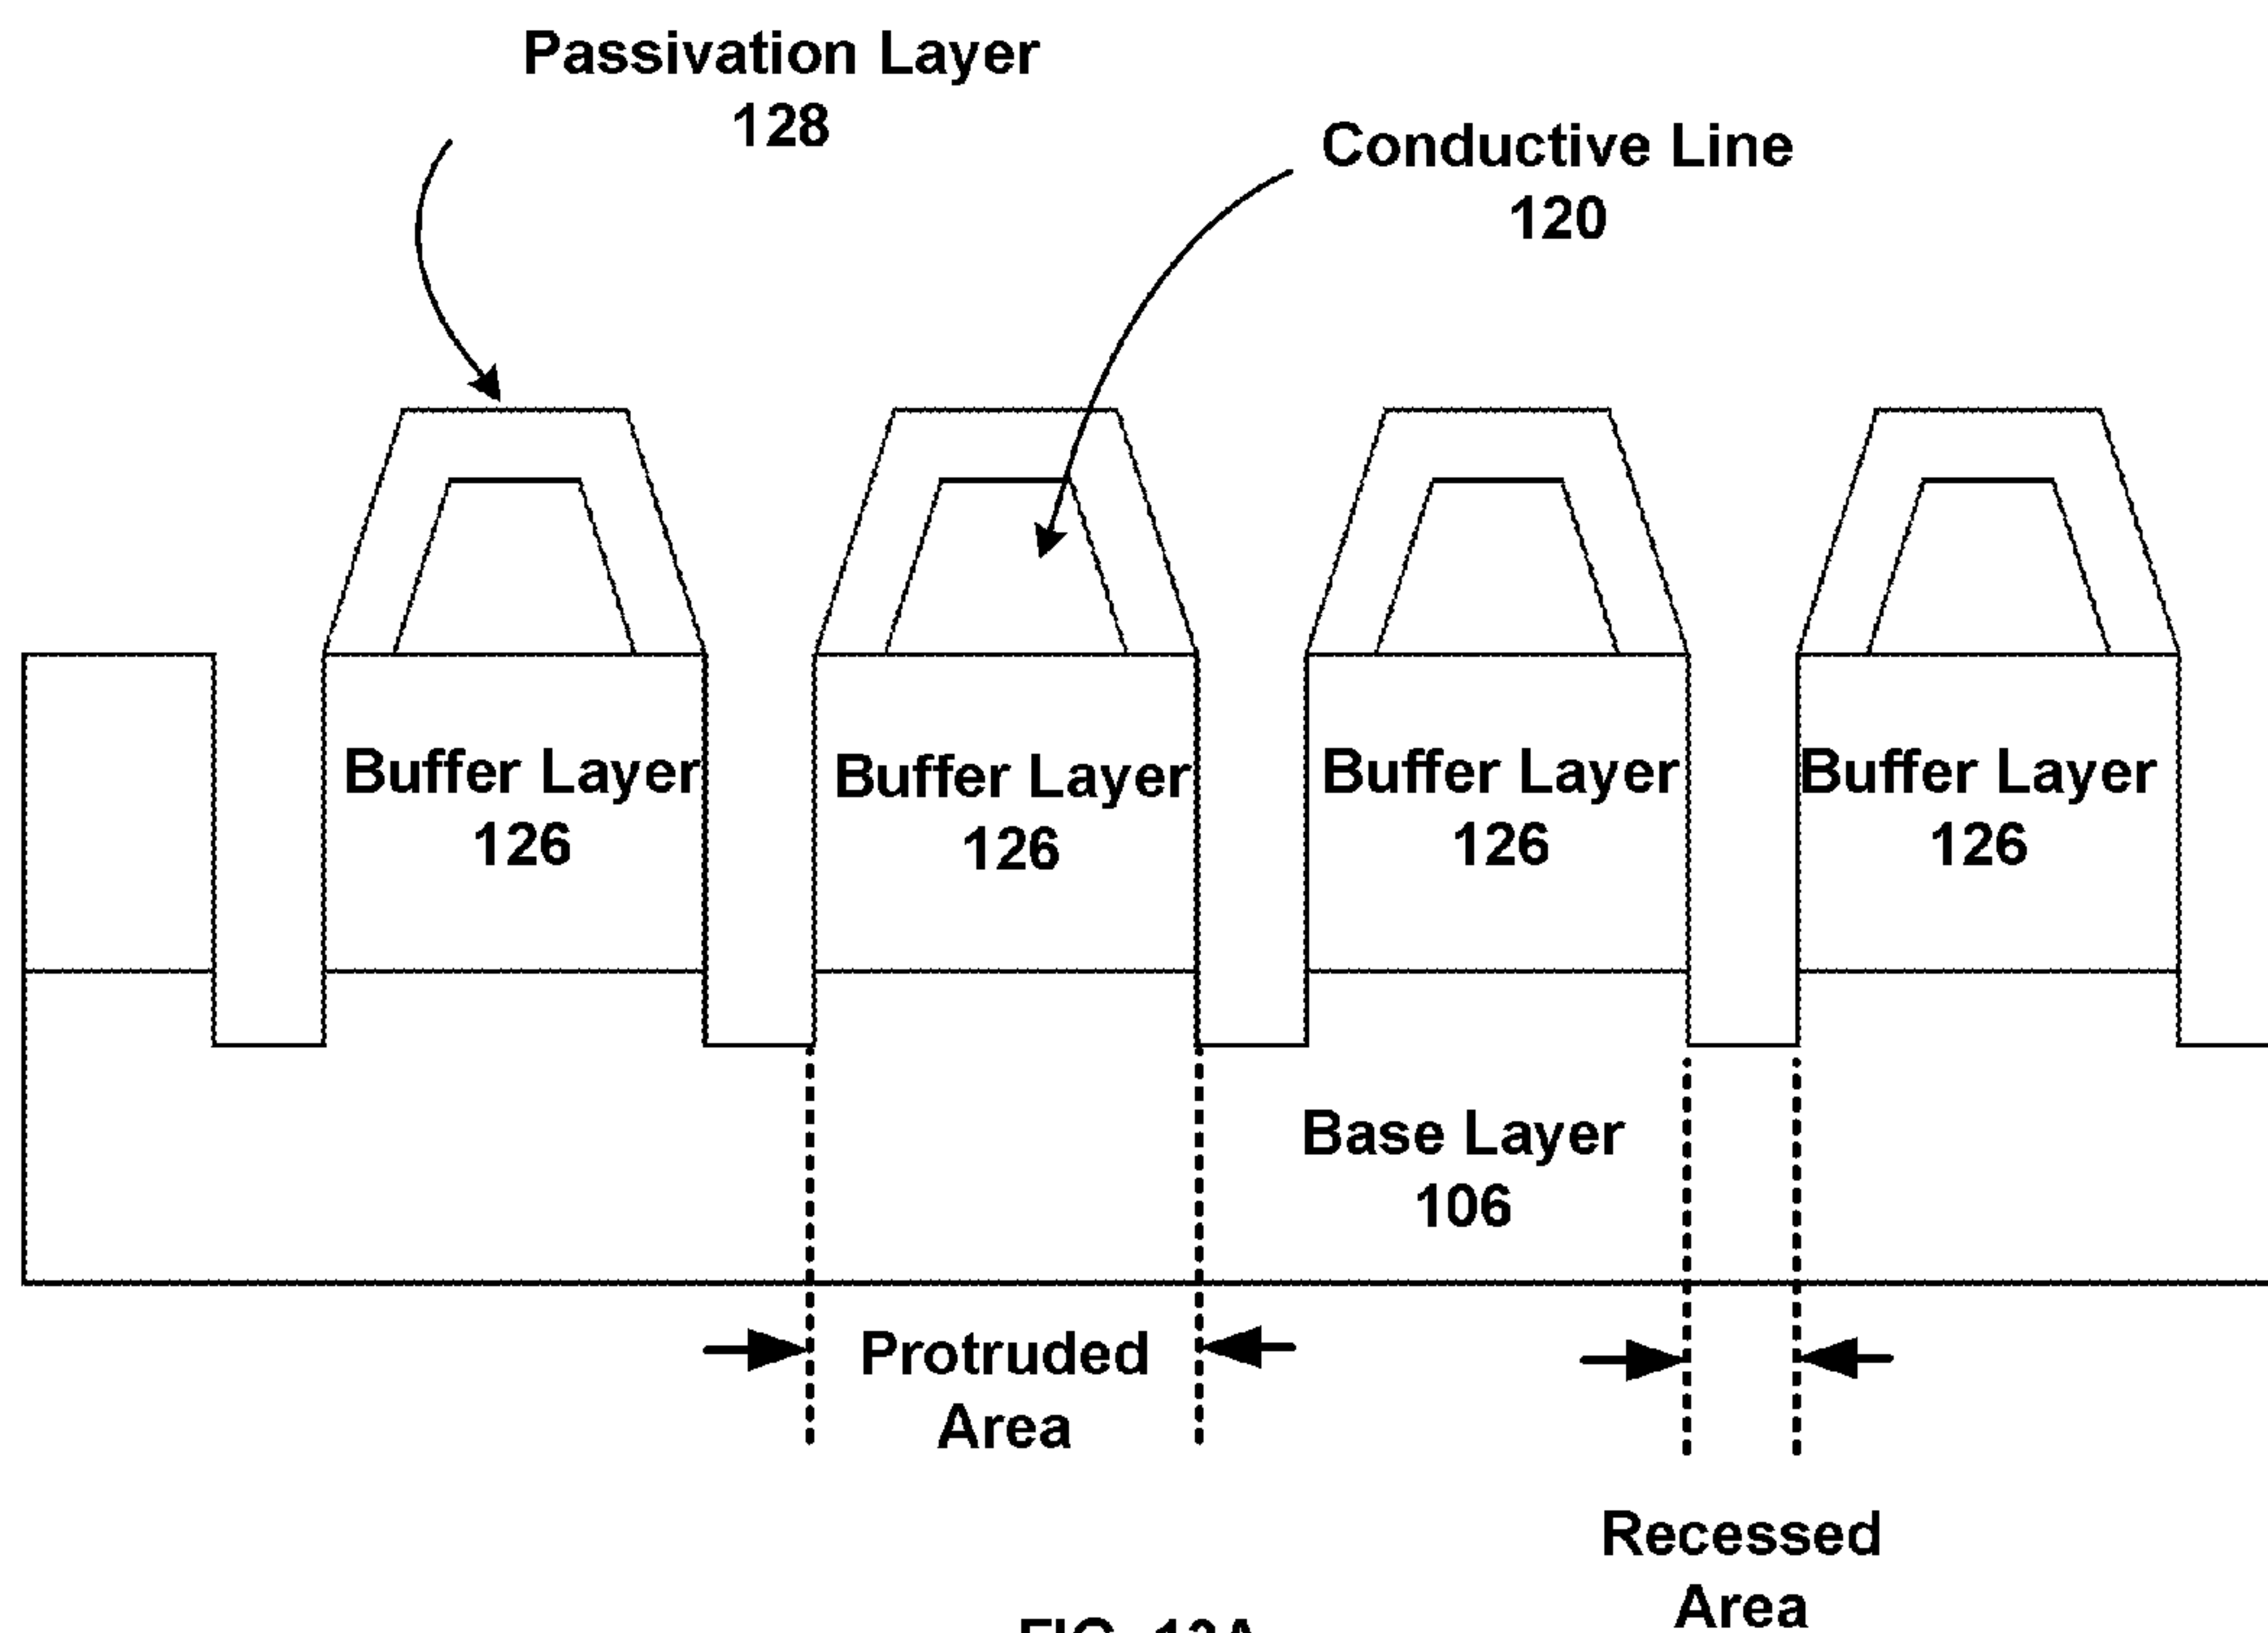 Passivation Layer
128
Conductive Line
120
Buffer Layer
126
Buffer Layer
126
Buffer Layer
126
Buffer Layer
126
Base Layer
106
Protruded
Area
Recessed
Area